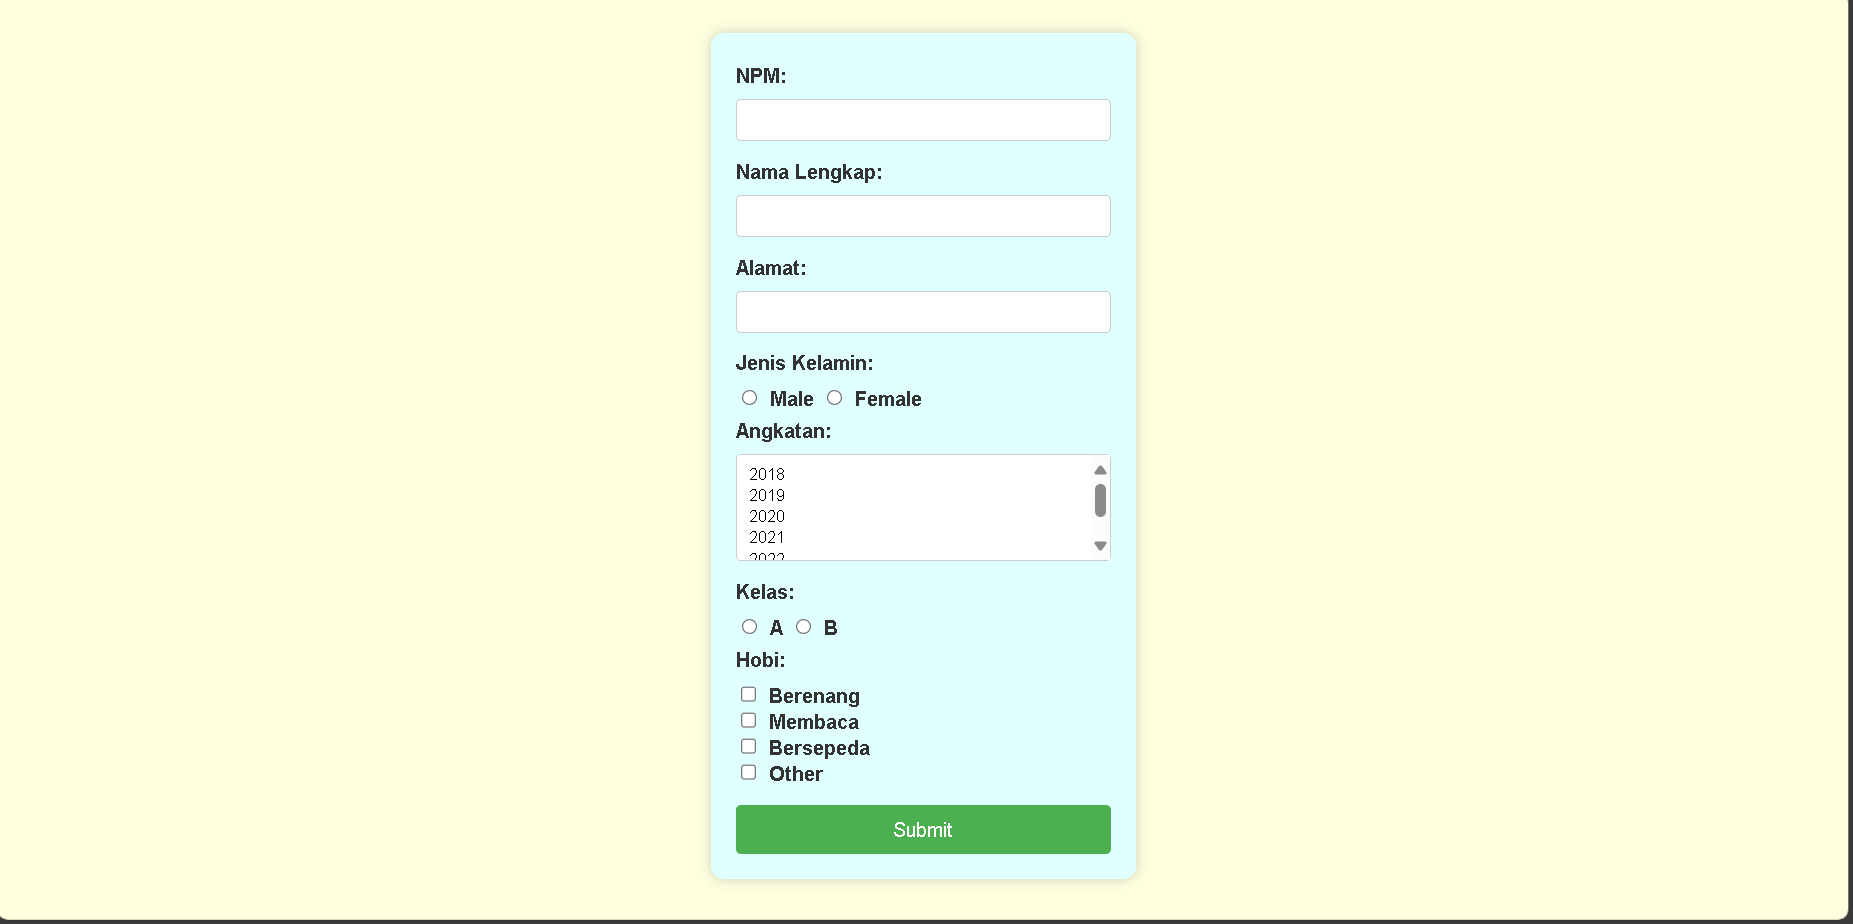 NPM:
Nama Lengkap:
Alamat:
Jenis Kelamin:
Male Female
Angkatan:
2018
2019
2020
2021
2022
Kelas:
A B
Hobi:
Berenang
Membaca
Bersepeda
Other
Submit